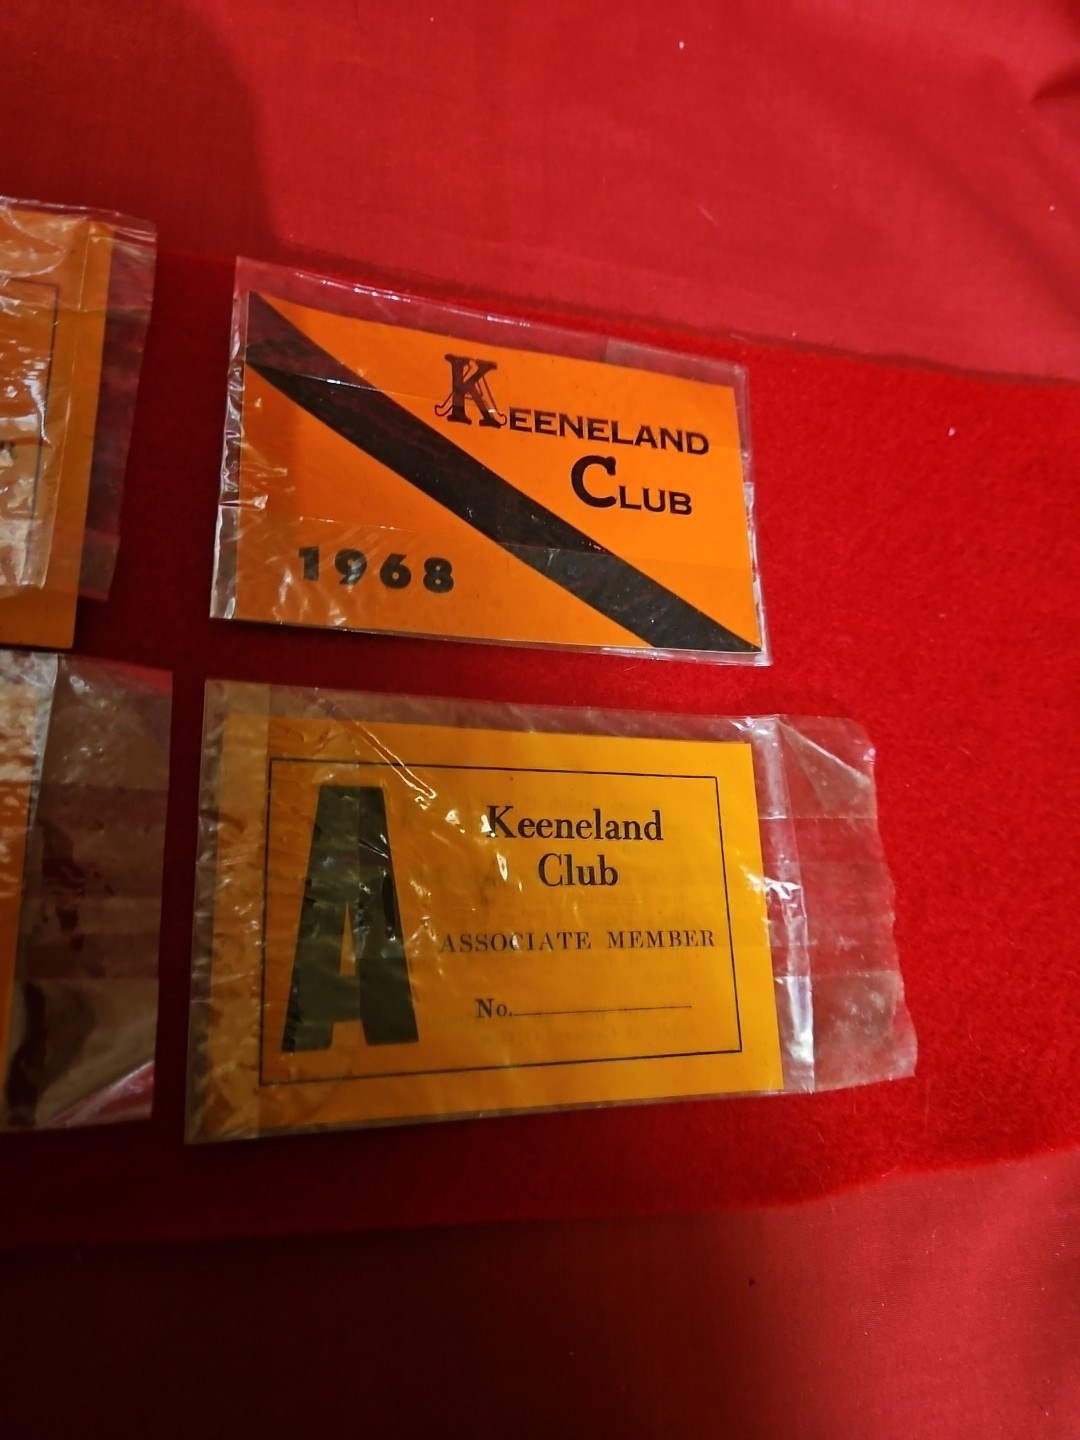 KEENELAND
CLUB
1968
A
Keeneland
Club
ASSOCIATE MEMBER
No.